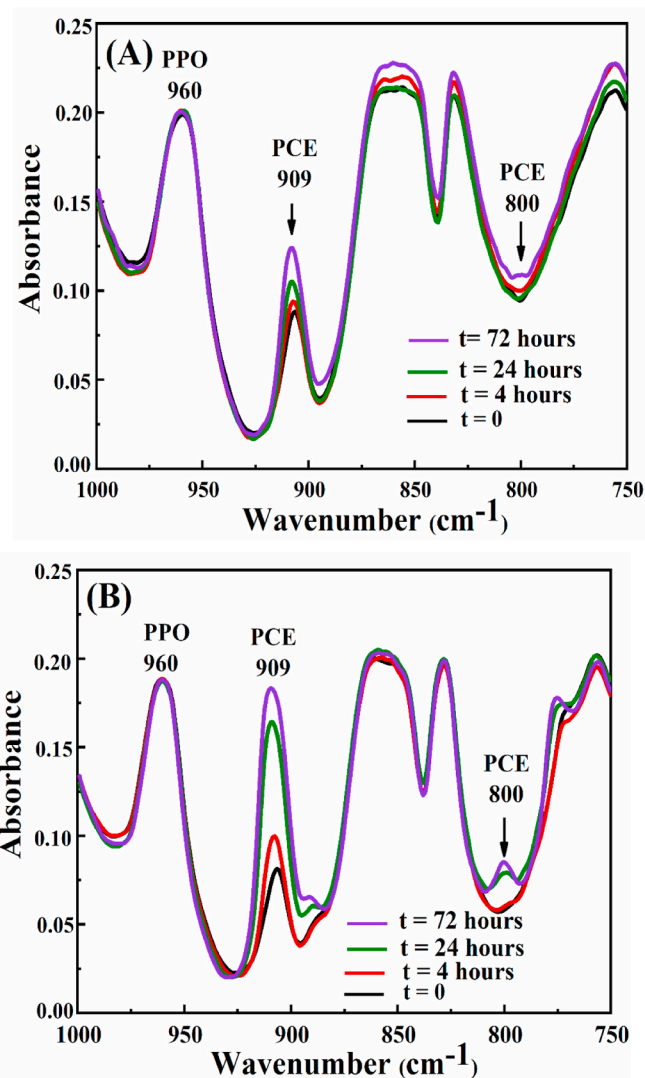 (A)
PPO
960
PCE
909
PCE
800
0.25
0.20
0.15
0.10
0.05
0.00
Absorbance
t= 72 hours
t = 24 hours
t = 4 hours
t = 0
1000 950 900 850 800 750
Wavenumber (cm-1)
(B)
PPO
960
PCE
909
PCE
800
0.25
0.20
0.15
0.10
0.05
0.00
Absorbance
t = 72 hours
t = 24 hours
t = 4 hours
t = 0
1000 950 900 850 800 750
Wavenumber (cm-1)